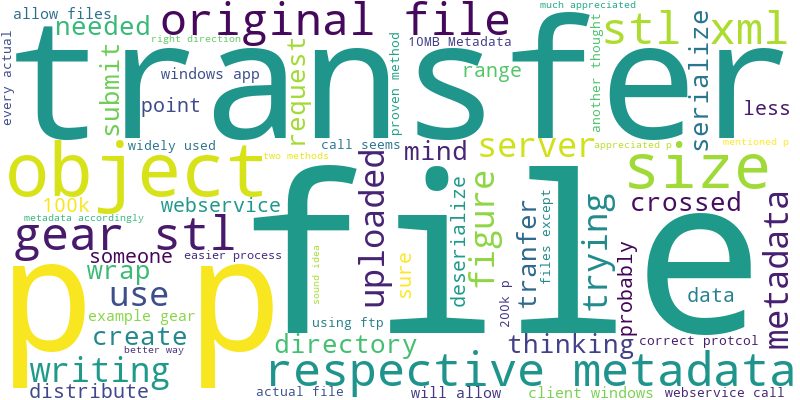 allow files
original file
much appreciated
needed
right direction
10MB Metadata
stl xml
transfer
every actual
submit
windows app
request
proven method
range
another thought
serialize
point
less
widely used
call seems
mind
server
appreciated p
mentioned p
object
two methods
size
100k
webservice
uploaded
deserialize
figure
tranfer
files except
trying
crossed
metadata
metadata accordingly
gear stl
file
someone
easier process
sure
wrap
p p
sound idea
200k p
probably
data
use
example gear
using ftp
create
better way
directory
thinking
correct protcol
writing
respective metadata
distribute
actual file
will allow
client windows
webservice call